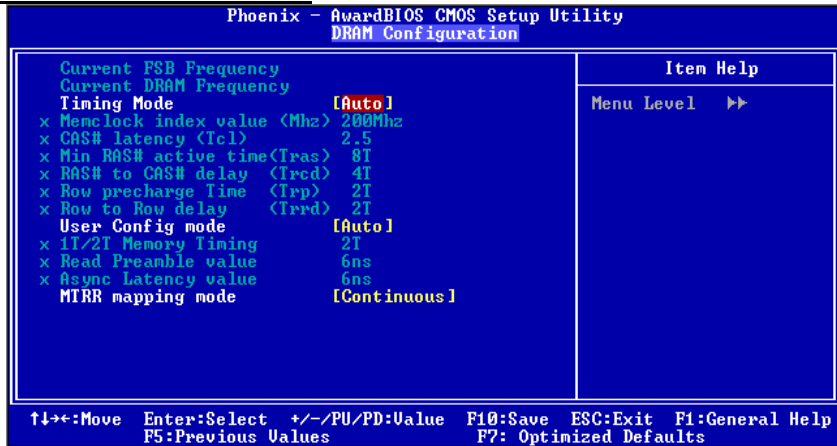 Phoenix - AwardBIOS CMOS Setup Utility
DRAM Configuration
Current FSB Frequency
Current DRAM Frequency
Timing Mode [Auto]
x Memclock index value (Mhz) 200Mhz
x CAS# latency (Tcl) 2.5
x Min RAS# active time(Tras) 8T
x RAS# to CAS# delay (Trcd) 4T
x Row precharge Time (Trp) 2T
x Row to Row delay (Trrd) 2T
User Config mode [Auto]
x 1T/2T Memory Timing 2T
x Read Preamble value 6ns
x Async Latency value 6ns
MTRR mapping mode [Continuous]
Item Help
Menu Level ▸▸
↑↓→←:Move Enter:Select +/-/PU/PD:Value F10:Save ESC:Exit F1:General Help
F5:Previous Values F7: Optimized Defaults